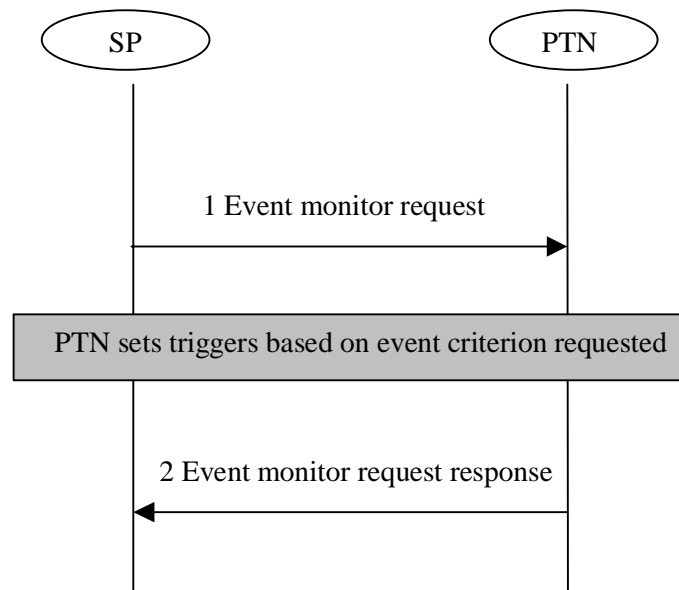 SP
PTN
1 Event monitor request
PTN sets triggers based on event criterion requested
2 Event monitor request response